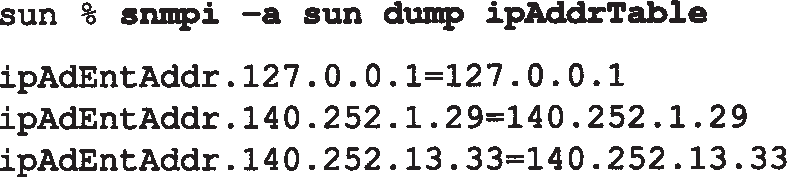 sun % snmpi -a sun dump ipAddrTable
ipAdEntAddr.127.0.0.1=127.0.0.1
ipAdEntAddr.140.252.1.29=140.252.1.29
ipAdEntAddr.140.252.13.33=140.252.13.33